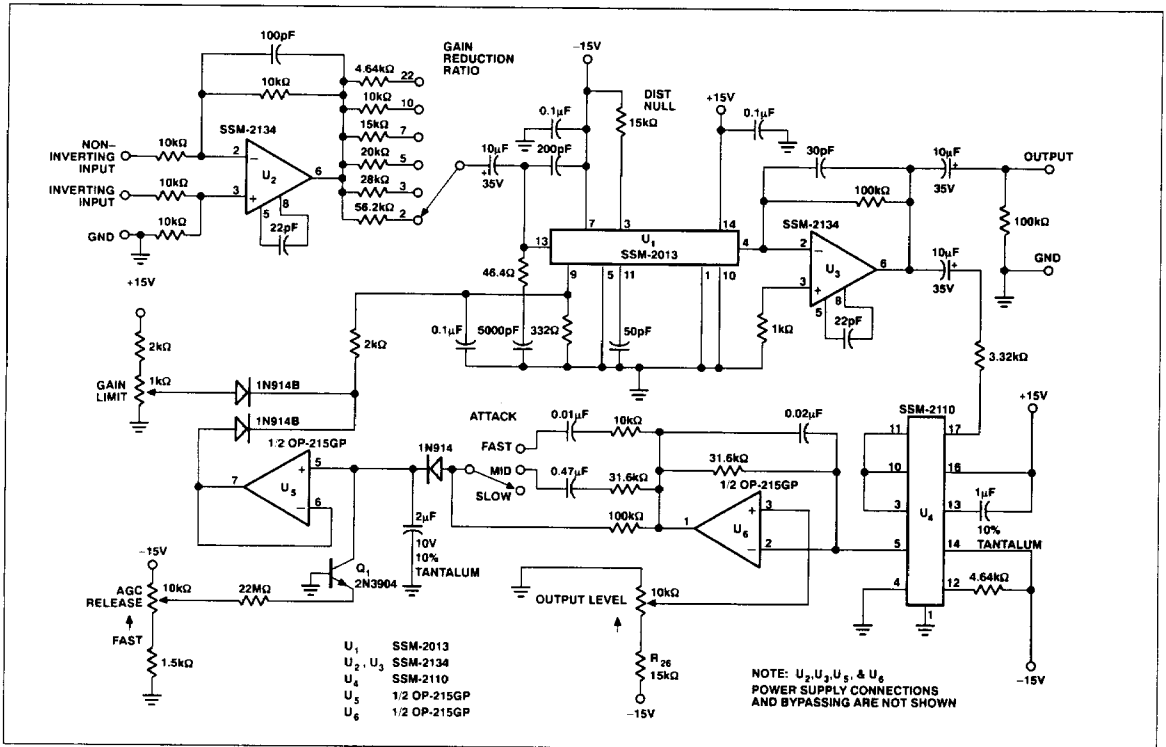 100pF
10kΩ
GAIN
REDUCTION
RATIO
4.64kΩ 22
10kΩ 10
15kΩ 7
20kΩ 5
28kΩ 3
56.2kΩ 2
SSM-2134
NON-
INVERTING
INPUT
10kΩ
2
−
U2
6
INVERTING
INPUT
10kΩ
3
+
5
8
10kΩ
GND
22pF
−15V
0.1µF
200pF
10µF
+
35V
DIST
NULL
15kΩ
+15V
0.1µF
7
3
14
13
U1
SSM-2013
4
9
5
11
1
10
46.4Ω
0.1µF
5000pF
332Ω
50pF
2kΩ
30pF
100kΩ
SSM-2134
2
−
U3
6
3
+
5
8
1kΩ
22pF
10µF
+
35V
OUTPUT
100kΩ
GND
10µF
+
35V
3.32kΩ
+15V
2kΩ
1kΩ
GAIN
LIMIT
1N914B
1N914B
1/2 OP-215GP
7
U5
+
5
−
6
1N914
2µF
10V
10%
TANTALUM
Q1
2N3904
−15V
10kΩ
AGC
RELEASE
FAST
22MΩ
1.5kΩ
ATTACK
FAST
MID
SLOW
0.01µF
10kΩ
0.47µF
31.6kΩ
100kΩ
0.02µF
31.6kΩ
1/2 OP-215GP
1
U6
+
3
−
2
OUTPUT LEVEL
10kΩ
R26
15kΩ
−15V
SSM-2110
11
17
10
16
3
13
U4
5
14
4
12
1
+15V
1µF
10%
TANTALUM
4.64kΩ
−15V
U1 SSM-2013
U2, U3 SSM-2134
U4 SSM-2110
U5 1/2 OP-215GP
U6 1/2 OP-215GP
NOTE: U2,U3,U5, & U6
POWER SUPPLY CONNECTIONS
AND BYPASSING ARE NOT SHOWN